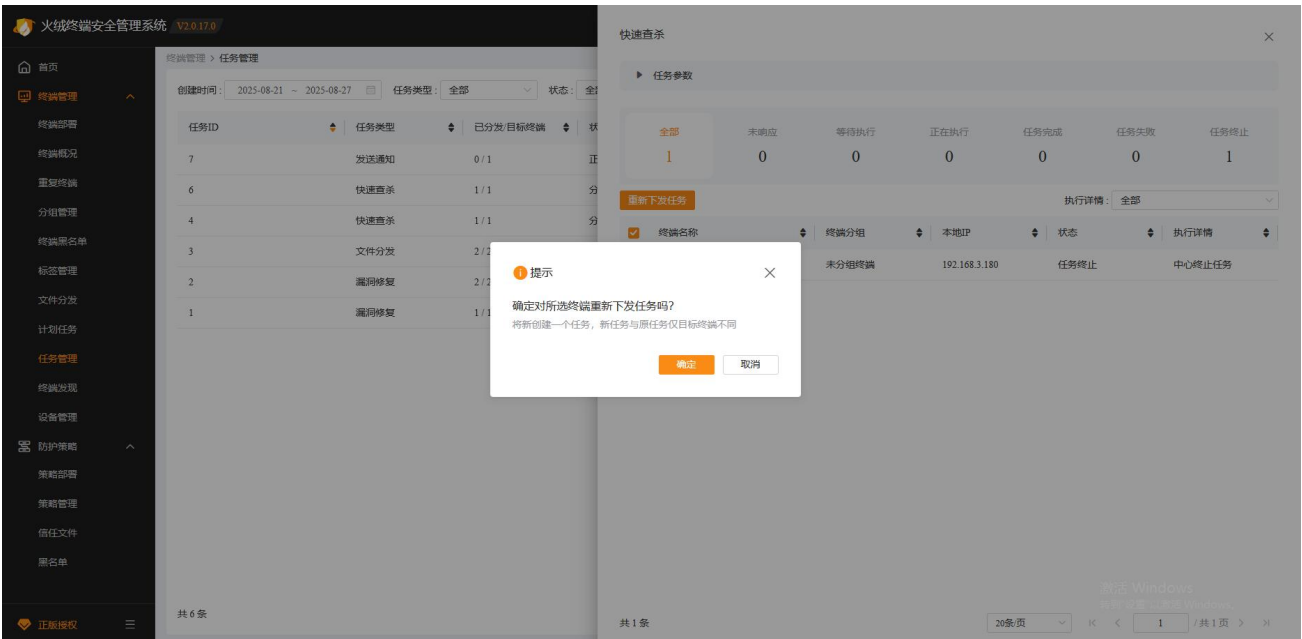 火绒终端安全管理系统 V2.0.17.0
首页
终端管理
终端部署
终端概况
重复终端
分组管理
终端黑名单
标签管理
文件分发
计划任务
任务管理
终端发现
设备管理
防护策略
策略部署
策略管理
信任文件
黑名单
正版授权
终端管理 > 任务管理
创建时间: 2025-08-21 ~ 2025-08-27 任务类型: 全部 状态: 全
任务ID 任务类型 已分发/目标终端 状
7 发送通知 0 / 1 正
6 快速查杀 1 / 1 分
4 快速查杀 1 / 1 分
3 文件分发 2 / 2
2 漏洞修复 2 / 2
1 漏洞修复 1 / 1
共 6 条
快速查杀
任务参数
全部 未响应 等待执行 正在执行 任务完成 任务失败 任务终止
1 0 0 0 0 0 1
重新下发任务 执行详情: 全部
终端名称 终端分组 本地IP 状态 执行详情
未分组终端 192.168.3.180 任务终止 中心终止任务
提示
确定对所选终端重新下发任务吗?
将新创建一个任务，新任务与原任务仅目标终端不同
确定 取消
激活 Windows
共 1 条 20条/页 1 / 共 1 页